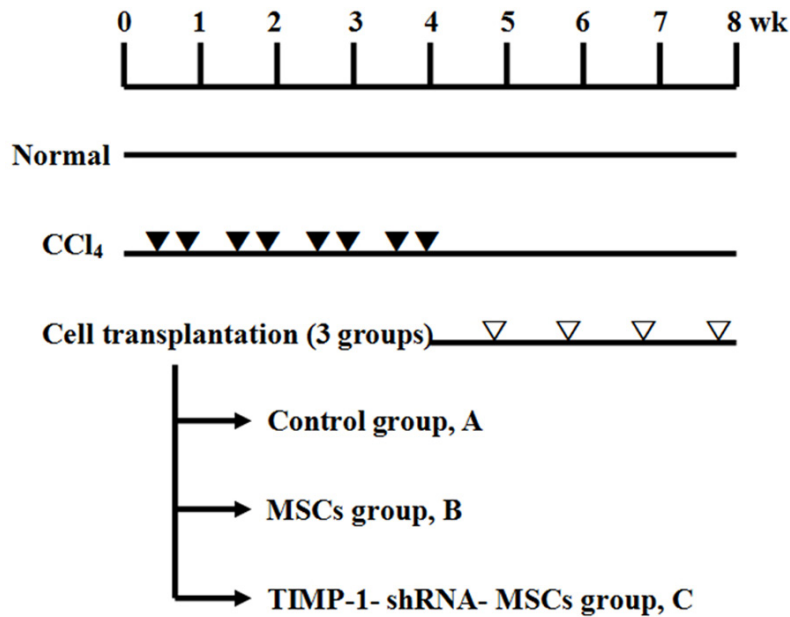 0 1 2 3 4 5 6 7 8 wk
Normal
CCl₄
Cell transplantation (3 groups)
Control group, A
MSCs group, B
TIMP-1- shRNA- MSCs group, C